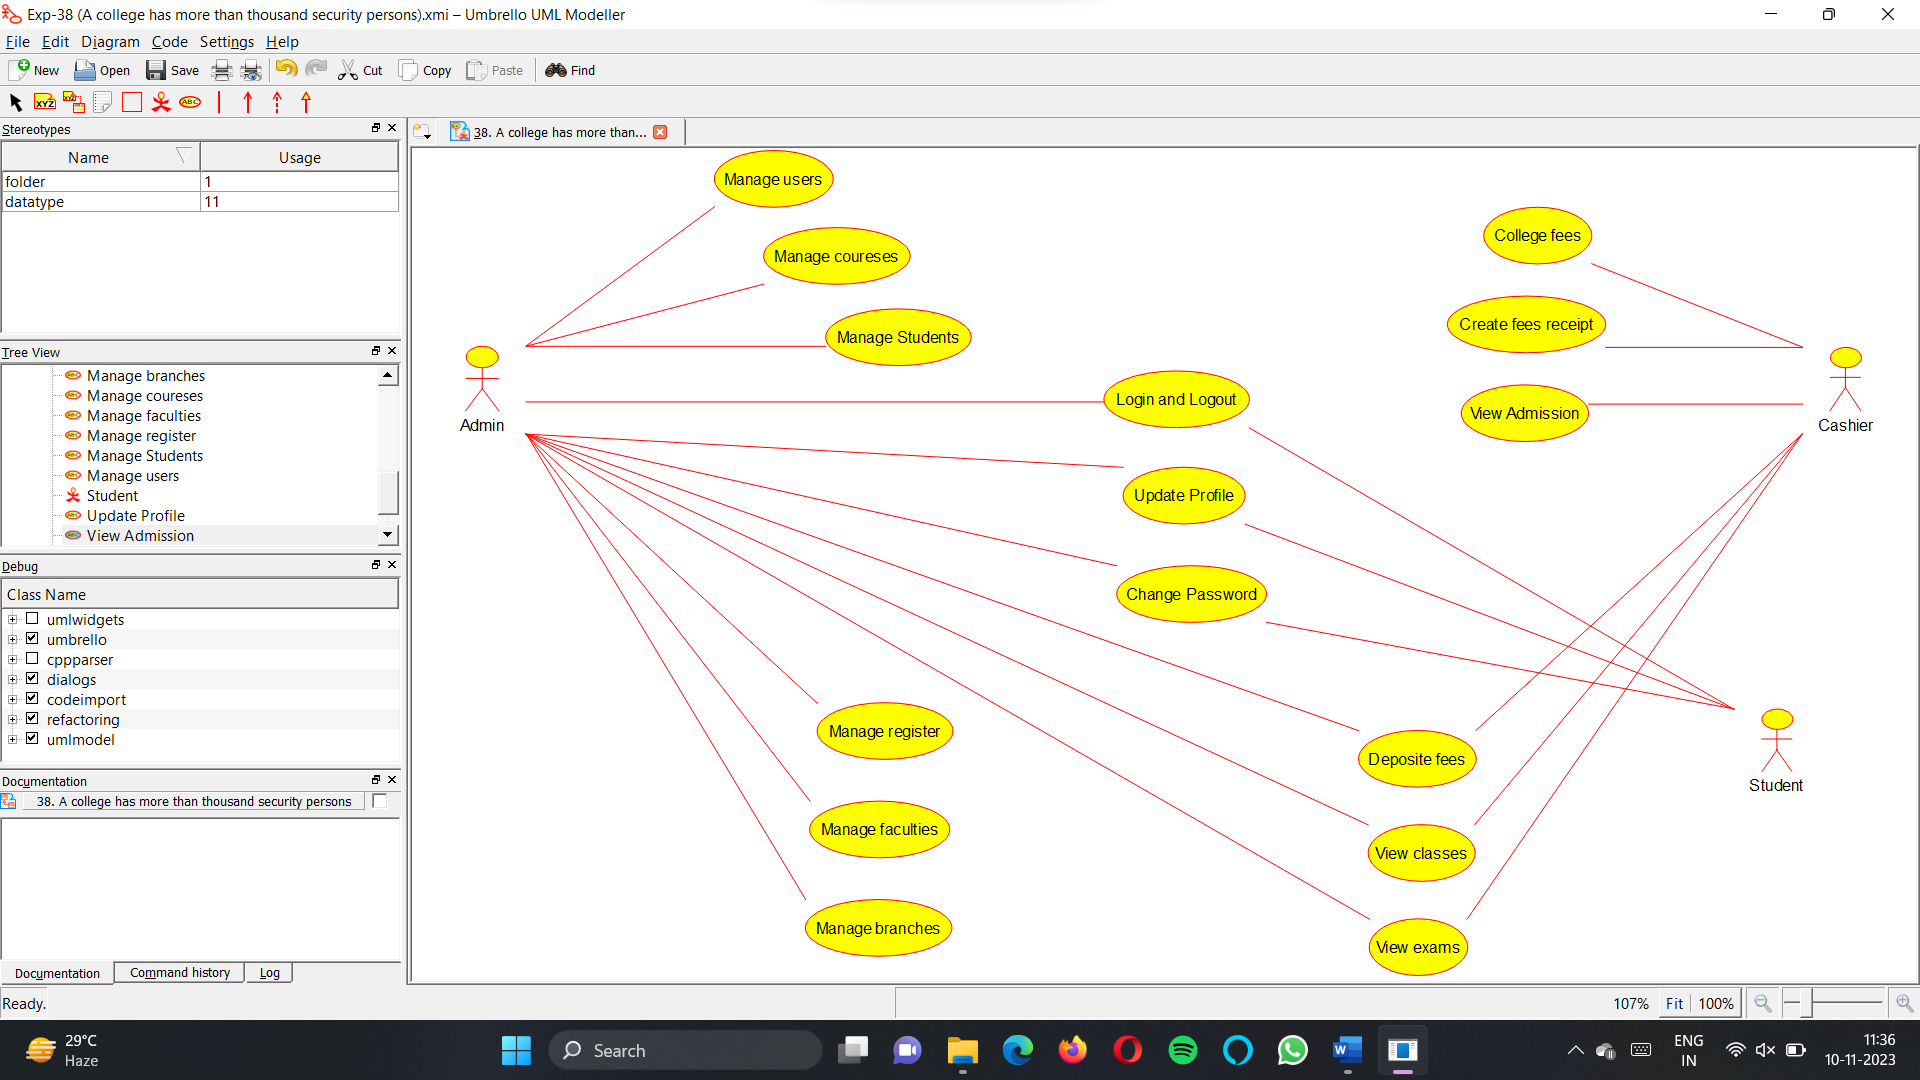 Exp-38 (A college has more than thousand security persons).xmi – Umbrello UML Modeller
File Edit Diagram Code Settings Help
New Open Save Cut Copy Paste Find
XYZ XYZ ABC
Stereotypes
Name Usage
folder 1
datatype 11
Tree View
Manage branches
Manage coureses
Manage faculties
Manage register
Manage Students
Manage users
Student
Update Profile
View Admission
Debug
Class Name
umlwidgets
umbrello
cppparser
dialogs
codeimport
refactoring
umlmodel
Documentation
38. A college has more than thousand security persons
Documentation Command history Log
38. A college has more than...
Manage users
Manage coureses
Manage Students
Admin
Login and Logout
Update Profile
Change Password
Manage register
Manage faculties
Manage branches
College fees
Create fees receipt
View Admission
Cashier
Deposite fees
View classes
View exams
Student
Ready.
107% Fit 100%
29°C
Haze
Search
W
ENG
IN
11:36
10-11-2023